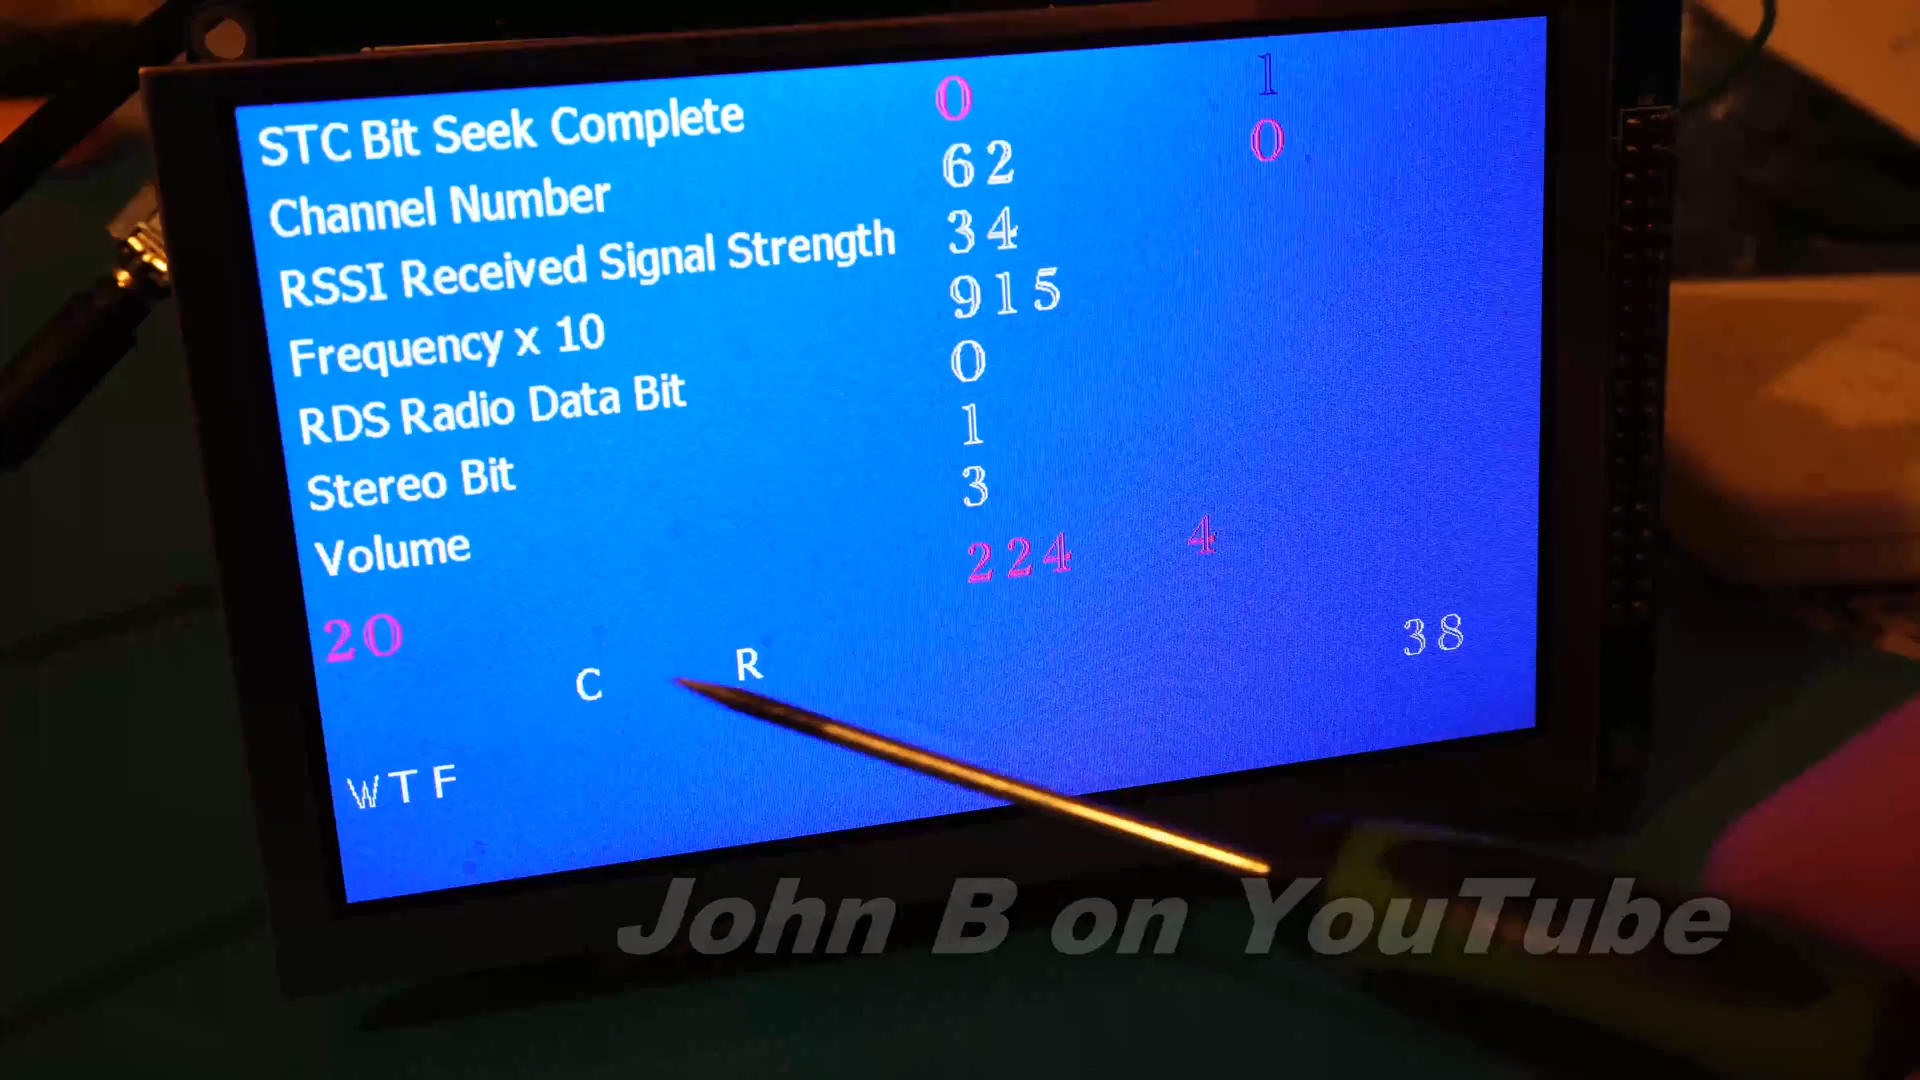 STC Bit Seek Complete 0 1
Channel Number 62 0
RSSI Received Signal Strength 34
Frequency x 10 915
RDS Radio Data Bit 0
Stereo Bit 1
Volume 3
224 4
20
C R 38
WTF
John B on YouTube